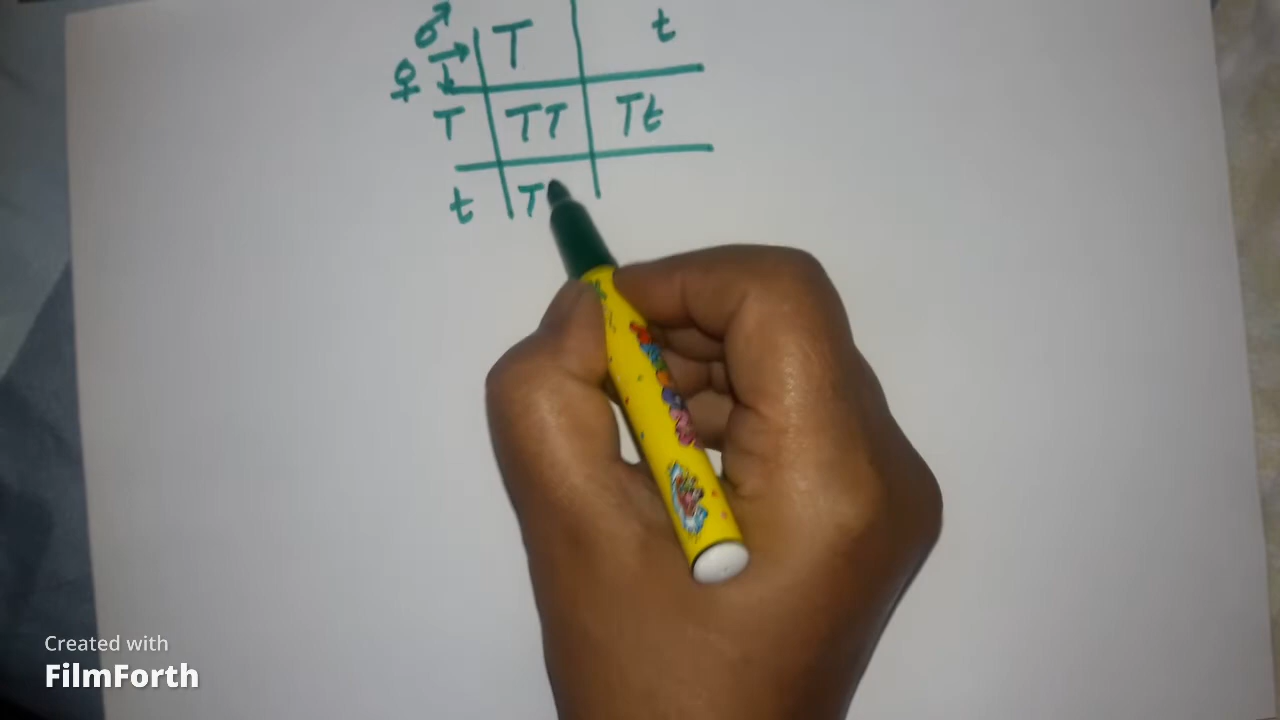 ♂ → T t
♀ ↓
T TT Tt
t T
Created with
FilmForth